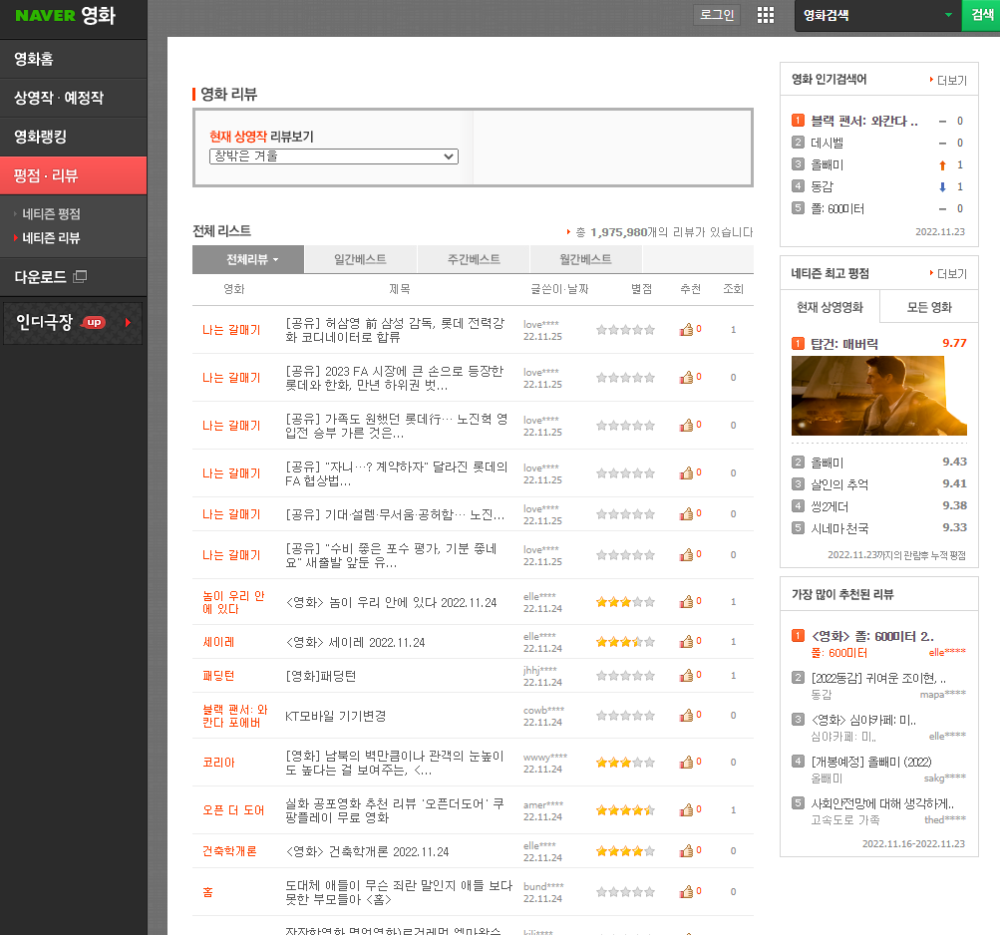 NAVER 영화
로그인
영화검색
검색
영화홈
상영작 · 예정작
영화랭킹
평점 · 리뷰
네티즌 평점
네티즌 리뷰
다운로드
인디극장 up
영화 리뷰
현재 상영작 리뷰보기
창밖은 겨울
전체 리스트
총 1,975,980개의 리뷰가 있습니다
전체리뷰 일간베스트 주간베스트 월간베스트
영화 제목 글쓴이·날짜 별점 추천 조회
나는 갈매기
[공유] 허삼영 前 삼성 감독, 롯데 전력강
화 코디네이터로 합류
love****
22.11.25
0 1
나는 갈매기
[공유] 2023 FA 시장에 큰 손으로 등장한
롯데와 한화, 만년 하위권 벗...
love****
22.11.25
0 0
나는 갈매기
[공유] 가족도 원했던 롯데行… 노진혁 영
입전 승부 가른 것은...
love****
22.11.25
0 0
나는 갈매기
[공유] "자니…? 계약하자" 달라진 롯데의
FA 협상법...
love****
22.11.25
0 0
나는 갈매기
[공유] 기대·설렘·무서움·공허함… 노진...
love****
22.11.25
0 0
나는 갈매기
[공유] "수비 좋은 포수 평가, 기분 좋네
요" 새출발 앞둔 유...
love****
22.11.25
0 0
놈이 우리 안
에 있다
<영화> 놈이 우리 안에 있다 2022.11.24
elle****
22.11.24
0 1
세이레
<영화> 세이레 2022.11.24
elle****
22.11.24
0 1
패딩턴
[영화]패딩턴
jhhj****
22.11.24
0 1
블랙 팬서: 와
칸다 포에버
KT모바일 기기변경
cowb****
22.11.24
0 0
코리아
[영화] 남북의 벽만큼이나 관객의 눈높이
도 높다는 걸 보여주는, <...
wwwy****
22.11.24
0 0
오픈 더 도어
실화 공포영화 추천 리뷰 '오픈더도어' 쿠
팡플레이 무료 영화
amer****
22.11.24
0 1
건축학개론
<영화> 건축학개론 2022.11.24
elle****
22.11.24
0 0
홈
도대체 애들이 무슨 죄란 말인지 애들 보다
못한 부모들아 <홈>
bund****
22.11.24
0 0
영화 인기검색어
더보기
1 블랙 팬서: 와칸다 .. 0
2 데시벨 0
3 올빼미 1
4 동감 1
5 폴: 600미터 0
2022.11.23
네티즌 최고 평점
더보기
현재 상영영화 모든 영화
1 탑건: 매버릭 9.77
2 올빼미 9.43
3 살인의 추억 9.41
4 씽2게더 9.38
5 시네마 천국 9.33
2022.11.23까지의 관람후 누적 평점
가장 많이 추천된 리뷰
1 <영화> 폴: 600미터 2..
폴: 600미터 elle****
2 [2022동감] 귀여운 조이현, ..
동감 mapa****
3 <영화> 심야카페: 미..
심야카페: 미.. elle****
4 [개봉예정] 올빼미 (2022)
올빼미 sakg****
5 사회안전망에 대해 생각하게..
고속도로 가족 thed****
2022.11.16-2022.11.23